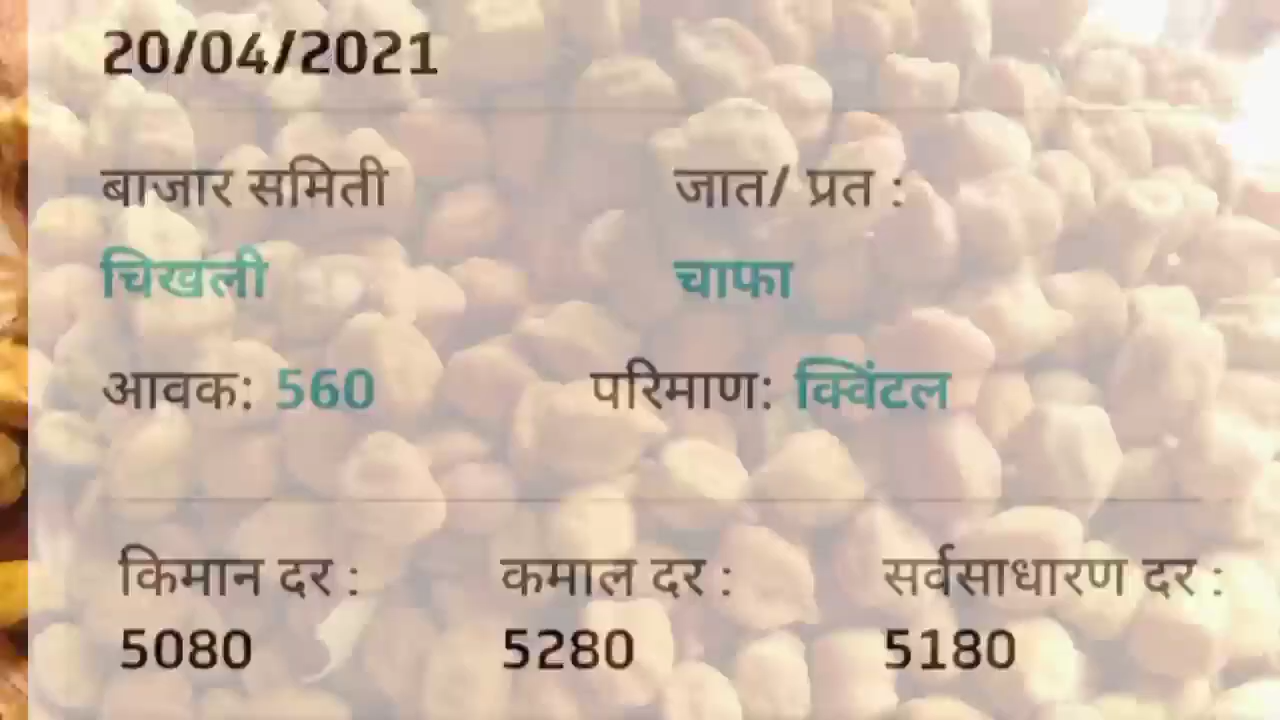 20/04/2021
बाजार समिती जात/ प्रत :
चिखली चाफा
आवक: 560 परिमाण: क्विंटल
किमान दर : कमाल दर : सर्वसाधारण दर :
5080 5280 5180